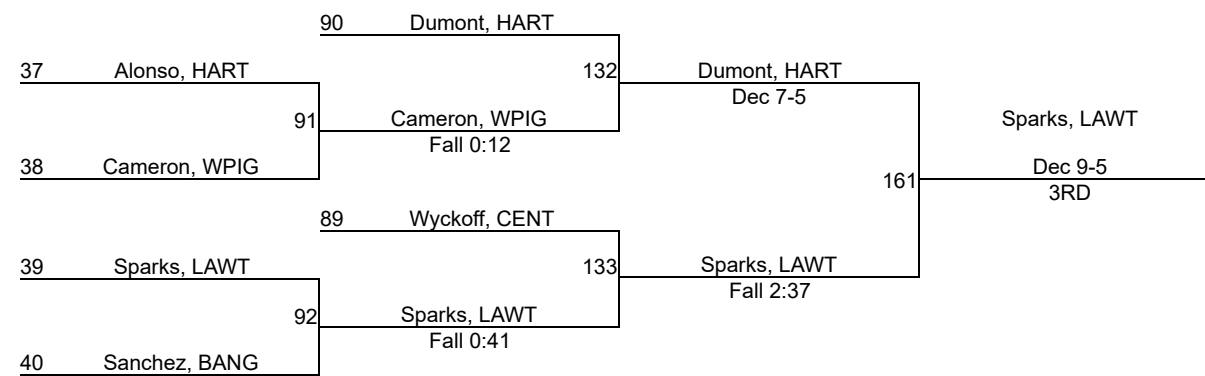 90 Dumont, HART
37 Alonso, HART
132 Dumont, HART
Dec 7-5
91 Cameron, WPIG
Fall 0:12
Sparks, LAWT
38 Cameron, WPIG
161 Dec 9-5
3RD
89 Wyckoff, CENT
39 Sparks, LAWT
133 Sparks, LAWT
Fall 2:37
92 Sparks, LAWT
Fall 0:41
40 Sanchez, BANG